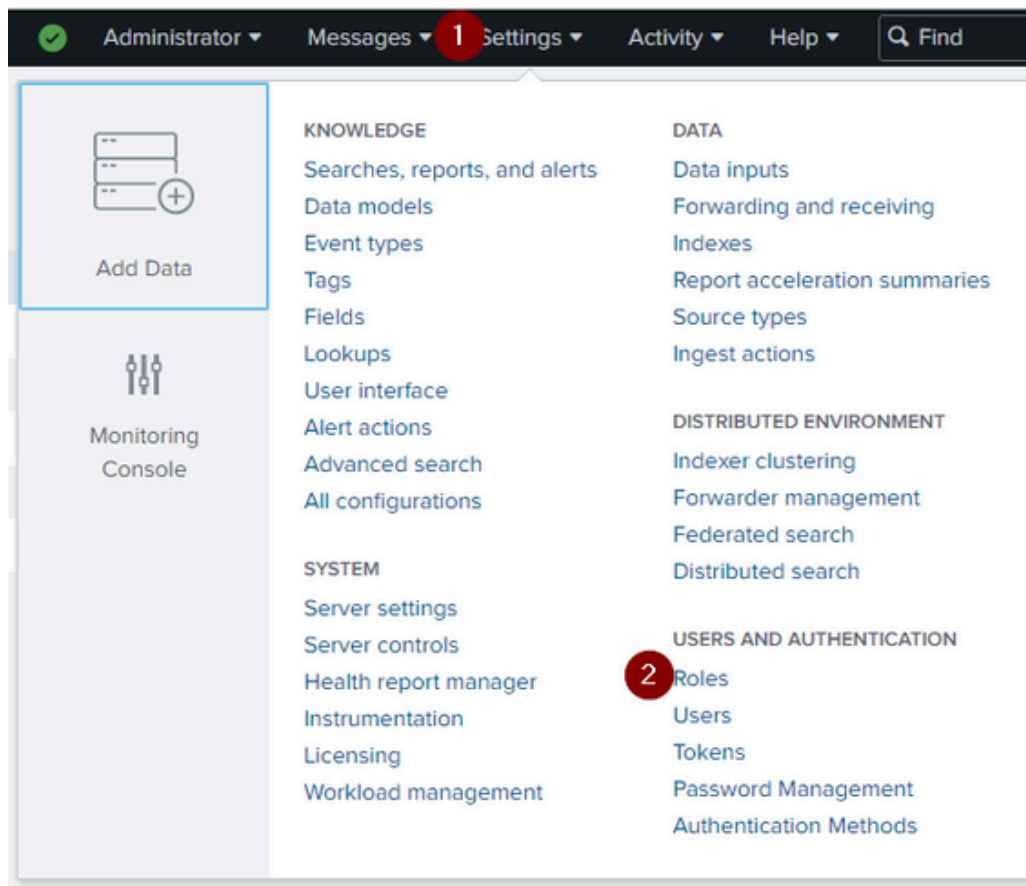 Administrator Messages 1 Settings Activity Help Find
Add Data
Monitoring
Console
KNOWLEDGE
Searches, reports, and alerts
Data models
Event types
Tags
Fields
Lookups
User interface
Alert actions
Advanced search
All configurations
SYSTEM
Server settings
Server controls
Health report manager
Instrumentation
Licensing
Workload management
DATA
Data inputs
Forwarding and receiving
Indexes
Report acceleration summaries
Source types
Ingest actions
DISTRIBUTED ENVIRONMENT
Indexer clustering
Forwarder management
Federated search
Distributed search
USERS AND AUTHENTICATION
2 Roles
Users
Tokens
Password Management
Authentication Methods